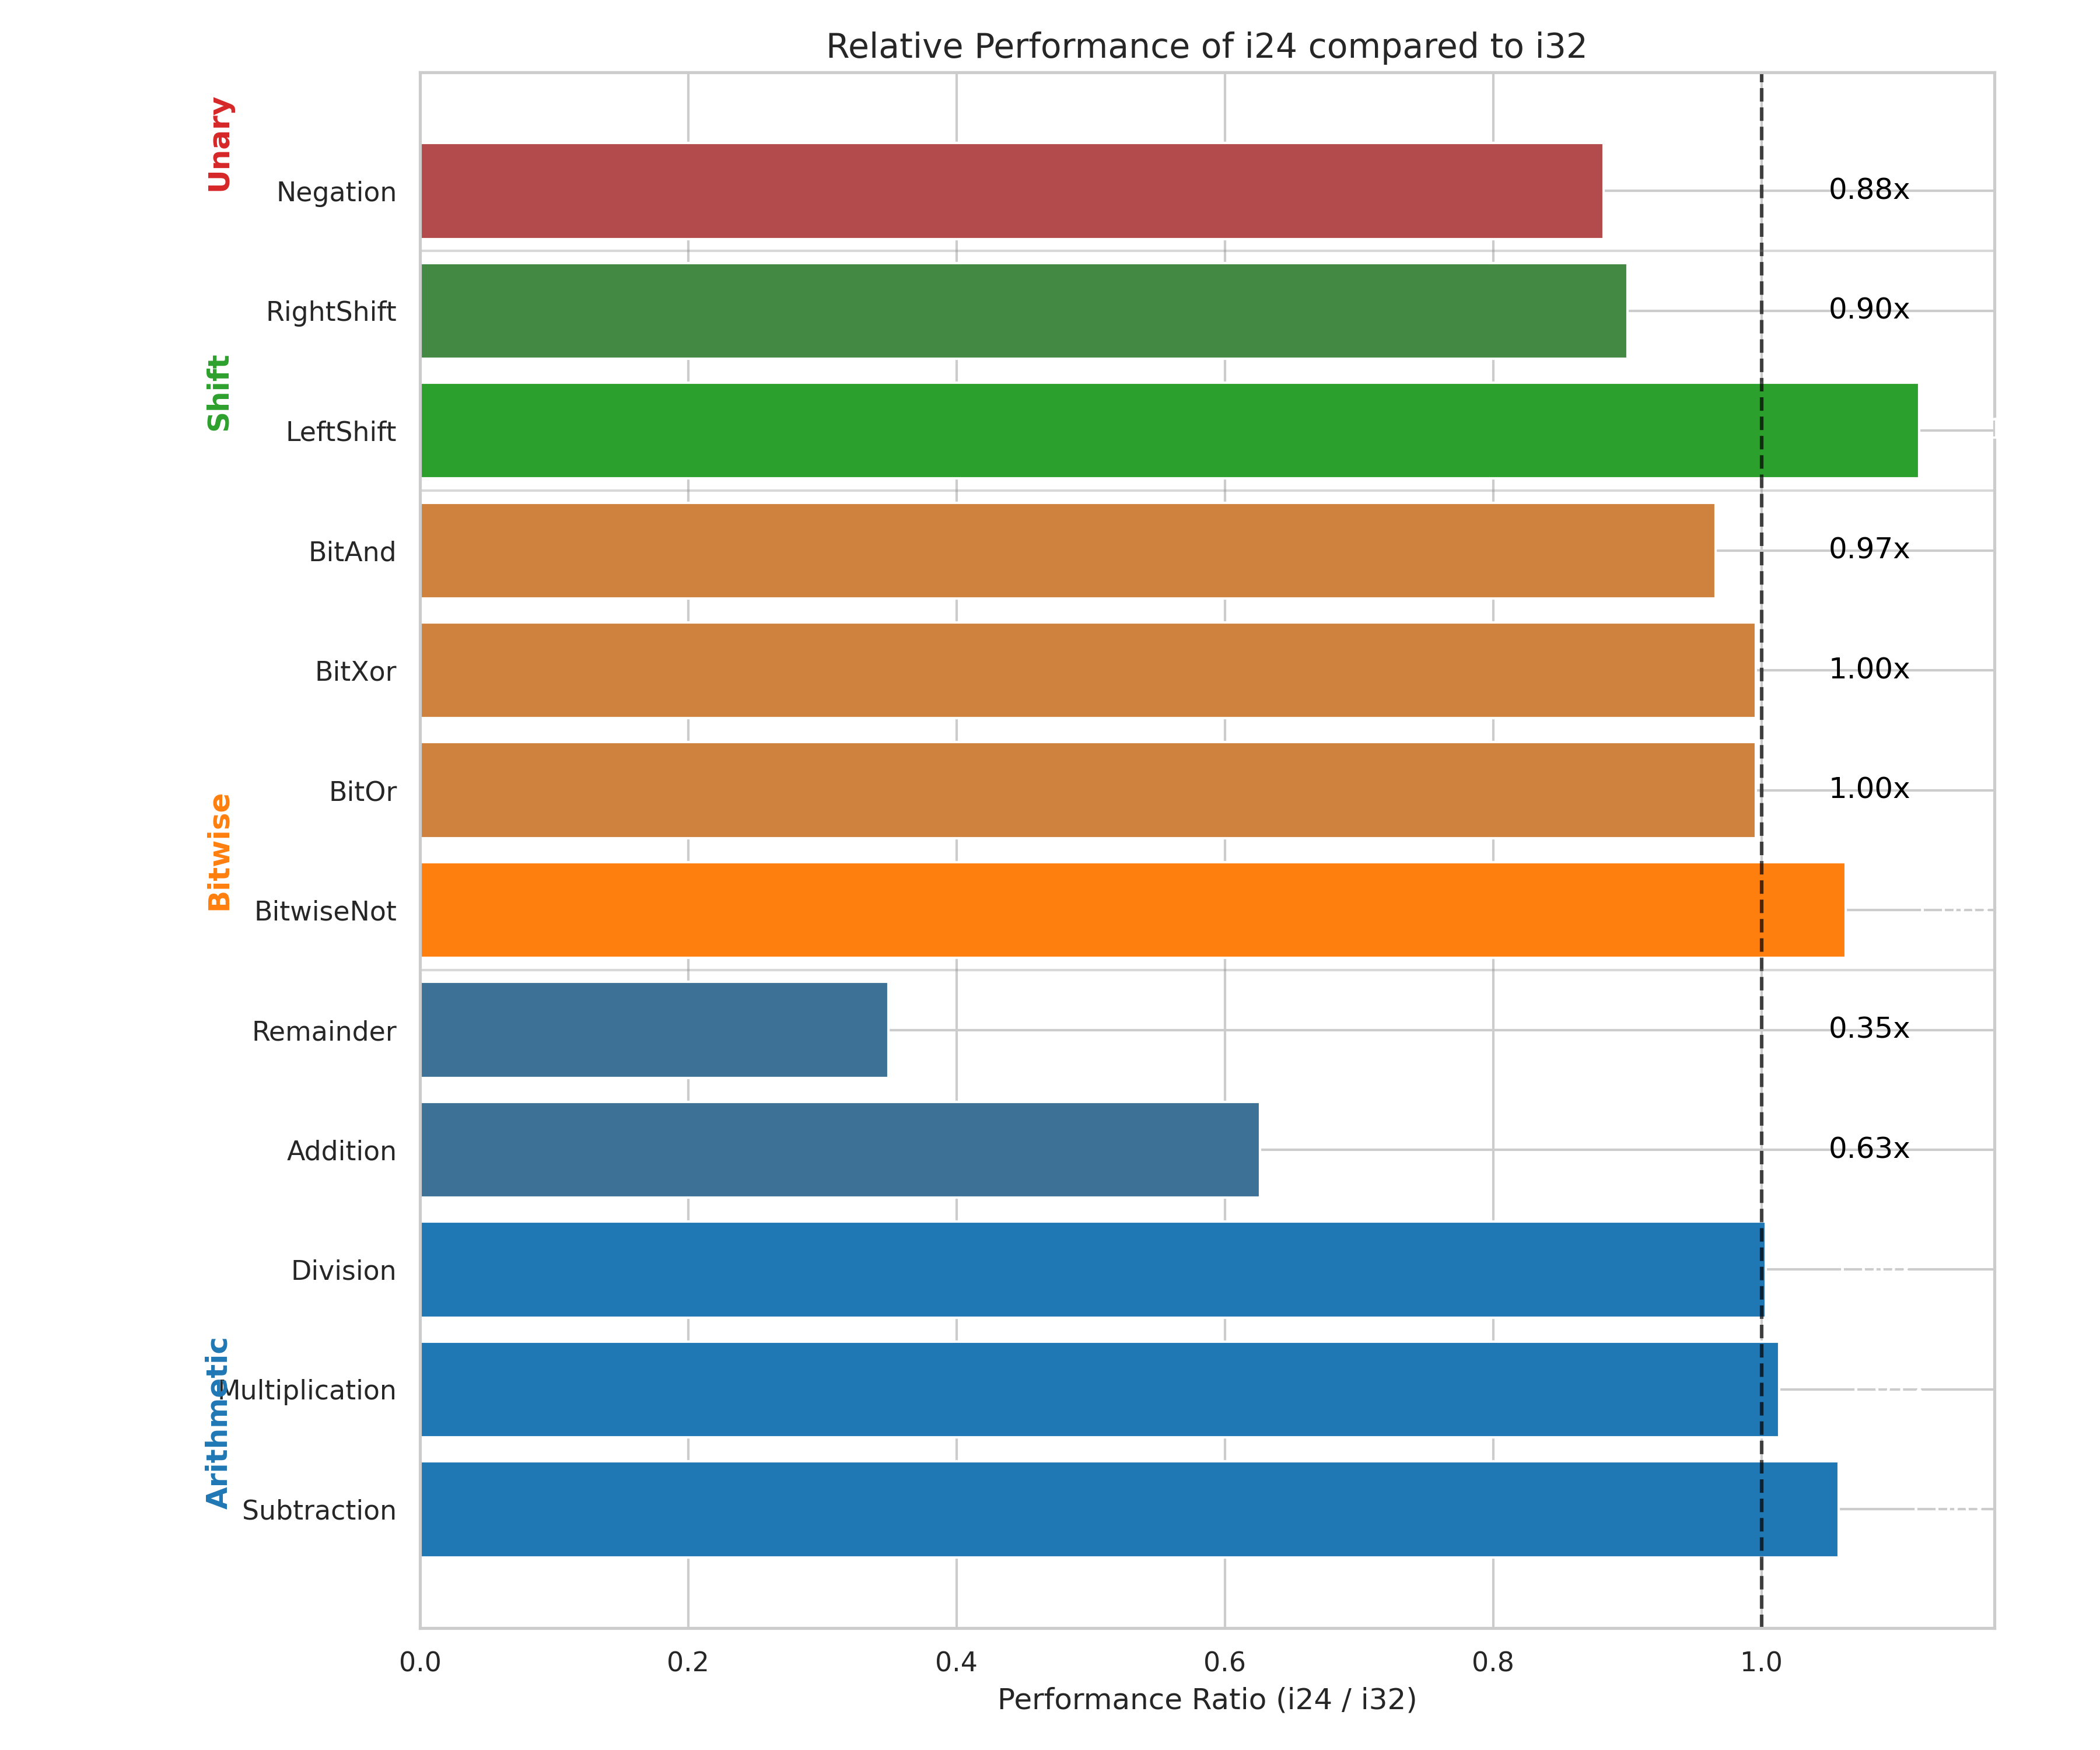 Relative Performance of i24 compared to i32
Unary
Negation
0.88x
RightShift
0.90x
Shift
LeftShift
BitAnd
0.97x
BitXor
1.00x
BitOr
1.00x
Bitwise
BitwiseNot
Remainder
0.35x
Addition
0.63x
Division
Arithmetic
Multiplication
Subtraction
0.0 0.2 0.4 0.6 0.8 1.0
Performance Ratio (i24 / i32)